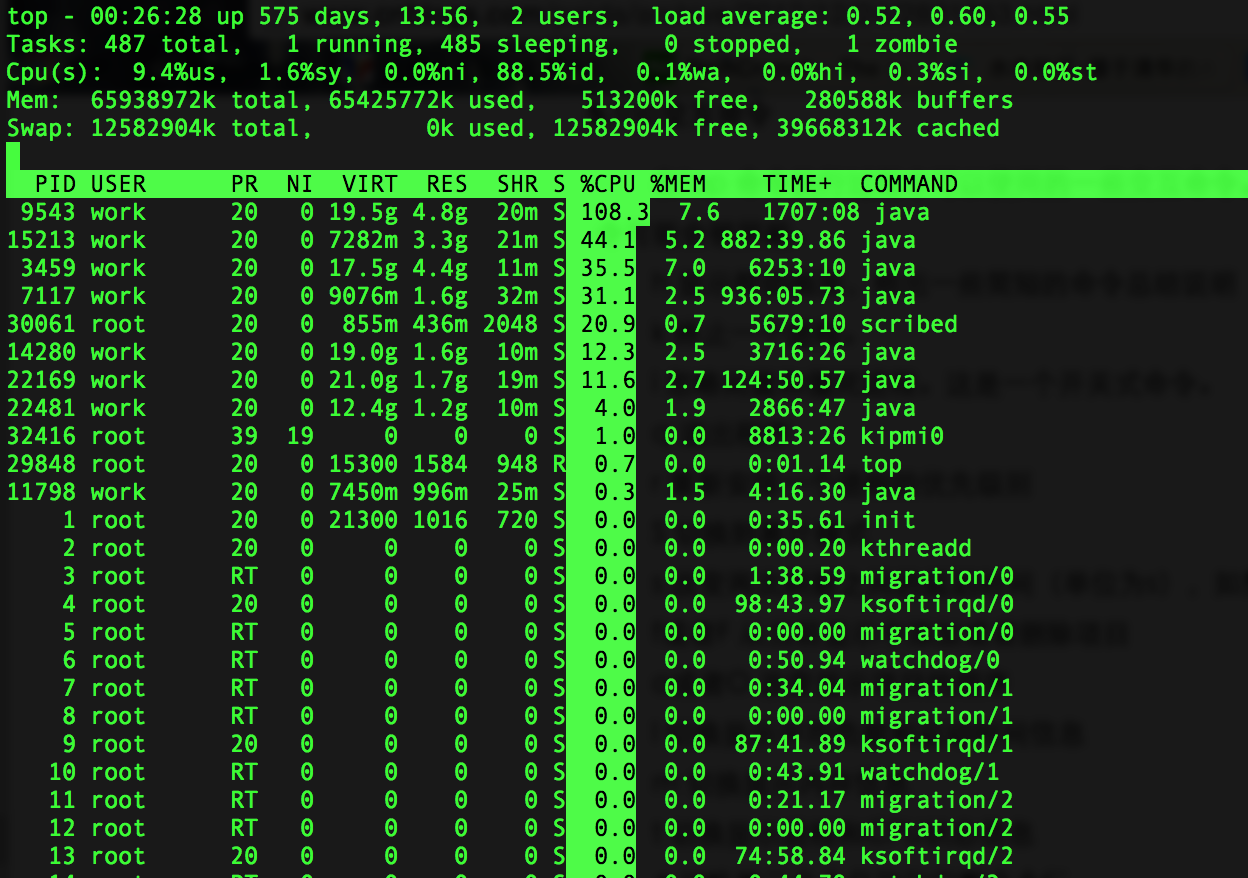 top - 00:26:28 up 575 days, 13:56,  2 users,  load average: 0.52, 0.60, 0.55
Tasks: 487 total,   1 running, 485 sleeping,   0 stopped,   1 zombie
Cpu(s):  9.4%us,  1.6%sy,  0.0%ni, 88.5%id,  0.1%wa,  0.0%hi,  0.3%si,  0.0%st
Mem:  65938972k total, 65425772k used,   513200k free,   280588k buffers
Swap: 12582904k total,        0k used, 12582904k free, 39668312k cached
PID USER      PR  NI  VIRT  RES  SHR S %CPU %MEM    TIME+  COMMAND
9543 work      20   0 19.5g 4.8g  20m S 108.3  7.6   1707:08 java
15213 work      20   0 7282m 3.3g  21m S 44.1  5.2 882:39.86 java
3459 work      20   0 17.5g 4.4g  11m S 35.5  7.0   6253:10 java
7117 work      20   0 9076m 1.6g  32m S 31.1  2.5 936:05.73 java
30061 root      20   0  855m 436m 2048 S 20.9  0.7   5679:10 scribed
14280 work      20   0 19.0g 1.6g  10m S 12.3  2.5   3716:26 java
22169 work      20   0 21.0g 1.7g  19m S 11.6  2.7 124:50.57 java
22481 work      20   0 12.4g 1.2g  10m S  4.0  1.9   2866:47 java
32416 root      39  19     0    0    0 S  1.0  0.0   8813:26 kipmi0
29848 root      20   0 15300 1584  948 R  0.7  0.0   0:01.14 top
11798 work      20   0 7450m 996m  25m S  0.3  1.5   4:16.30 java
1 root      20   0 21300 1016  720 S  0.0  0.0   0:35.61 init
2 root      20   0     0    0    0 S  0.0  0.0   0:00.20 kthreadd
3 root      RT   0     0    0    0 S  0.0  0.0   1:38.59 migration/0
4 root      20   0     0    0    0 S  0.0  0.0  98:43.97 ksoftirqd/0
5 root      RT   0     0    0    0 S  0.0  0.0   0:00.00 migration/0
6 root      RT   0     0    0    0 S  0.0  0.0   0:50.94 watchdog/0
7 root      RT   0     0    0    0 S  0.0  0.0   0:34.04 migration/1
8 root      RT   0     0    0    0 S  0.0  0.0   0:00.00 migration/1
9 root      20   0     0    0    0 S  0.0  0.0  87:41.89 ksoftirqd/1
10 root      RT   0     0    0    0 S  0.0  0.0   0:43.91 watchdog/1
11 root      RT   0     0    0    0 S  0.0  0.0   0:21.17 migration/2
12 root      RT   0     0    0    0 S  0.0  0.0   0:00.00 migration/2
13 root      20   0     0    0    0 S  0.0  0.0  74:58.84 ksoftirqd/2